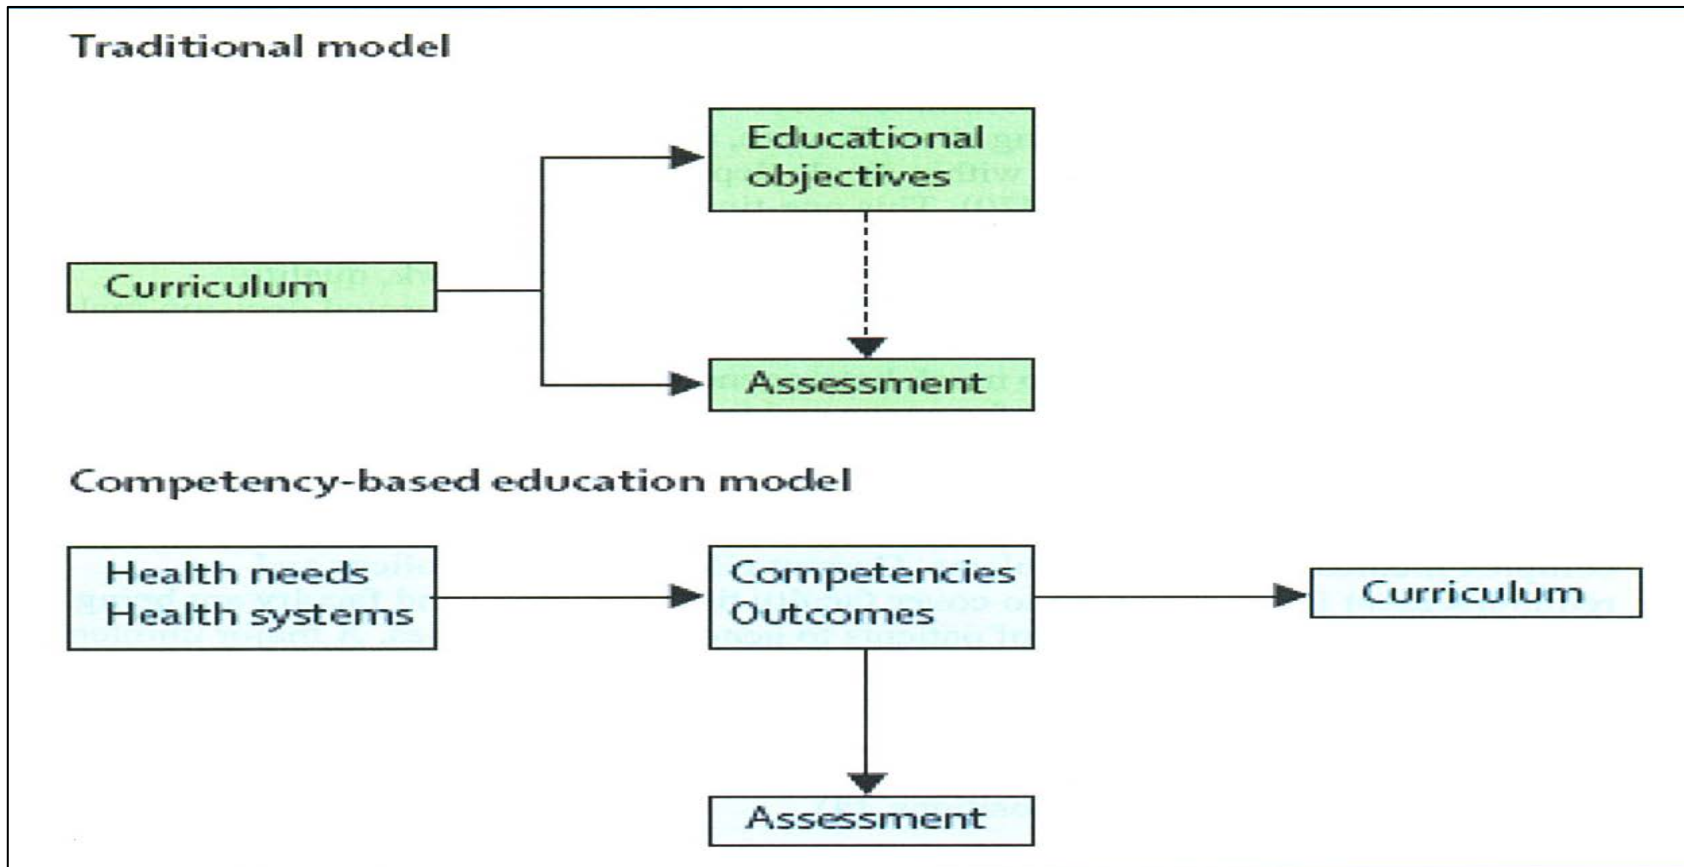 Traditional model
Educational
objectives
Curriculum
Assessment
Competency-based education model
Health needs
Health systems
Competencies
Outcomes
Curriculum
Assessment